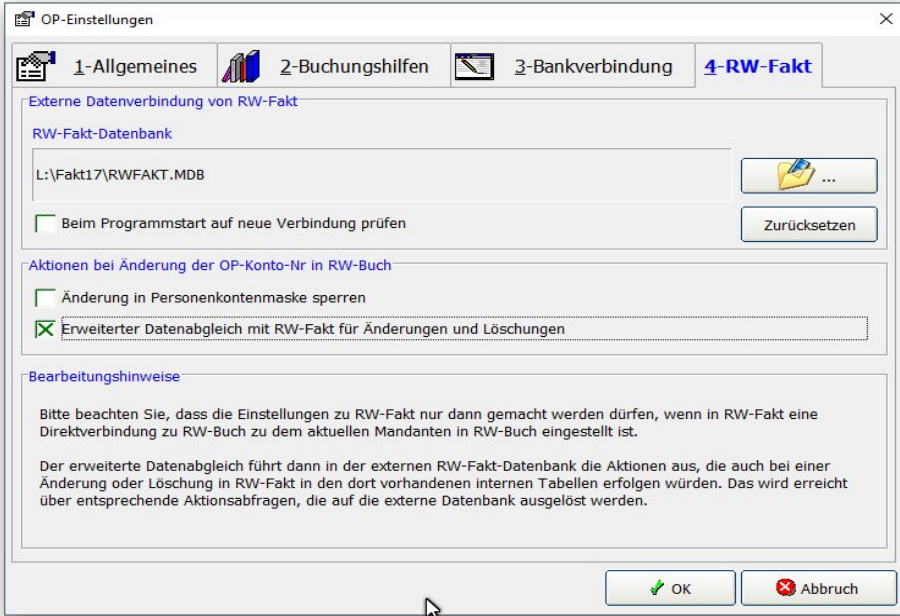 OP-Einstellungen
1-Allgemeines 2-Buchungshilfen 3-Bankverbindung 4-RW-Fakt
Externe Datenverbindung von RW-Fakt
RW-Fakt-Datenbank
L:\Fakt17\RWFAKT.MDB
...
Beim Programmstart auf neue Verbindung prüfen
Zurücksetzen
Aktionen bei Änderung der OP-Konto-Nr in RW-Buch
Änderung in Personenkontenmaske sperren
Erweiterter Datenabgleich mit RW-Fakt für Änderungen und Löschungen
Bearbeitungshinweise
Bitte beachten Sie, dass die Einstellungen zu RW-Fakt nur dann gemacht werden dürfen, wenn in RW-Fakt eine
Direktverbindung zu RW-Buch zu dem aktuellen Mandanten in RW-Buch eingestellt ist.
Der erweiterte Datenabgleich führt dann in der externen RW-Fakt-Datenbank die Aktionen aus, die auch bei einer
Änderung oder Löschung in RW-Fakt in den dort vorhandenen internen Tabellen erfolgen würden. Das wird erreicht
über entsprechende Aktionsabfragen, die auf die externe Datenbank ausgelöst werden.
OK Abbruch